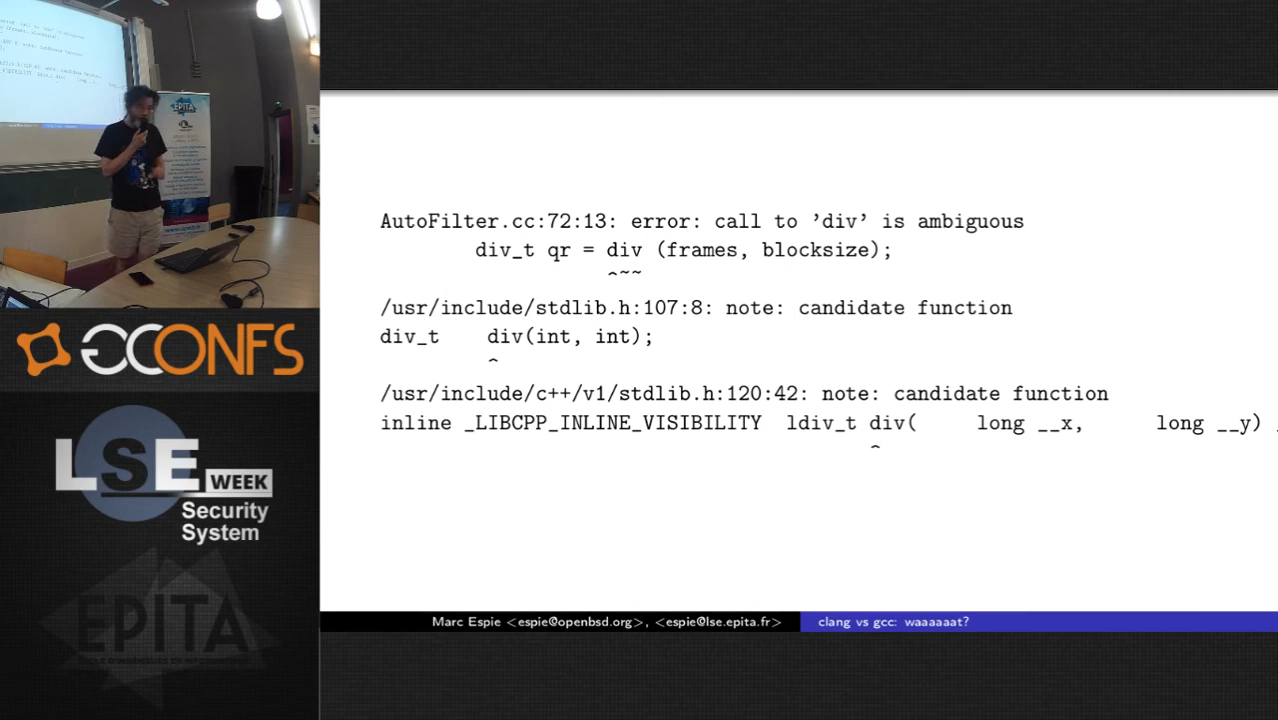 AutoFilter.cc:72:13: error: call to ’div’ is ambiguous
div_t qr = div (frames, blocksize);
^~~
/usr/include/stdlib.h:107:8: note: candidate function
div_t div(int, int);
^
/usr/include/c++/v1/stdlib.h:120:42: note: candidate function
inline _LIBCPP_INLINE_VISIBILITY ldiv_t div( long __x, long __y) _
^
Marc Espie <espie@openbsd.org>, <espie@lse.epita.fr>
clang vs gcc: waaaaaat?
EPITA
CONFS
LSE WEEK
Security
System
EPITA